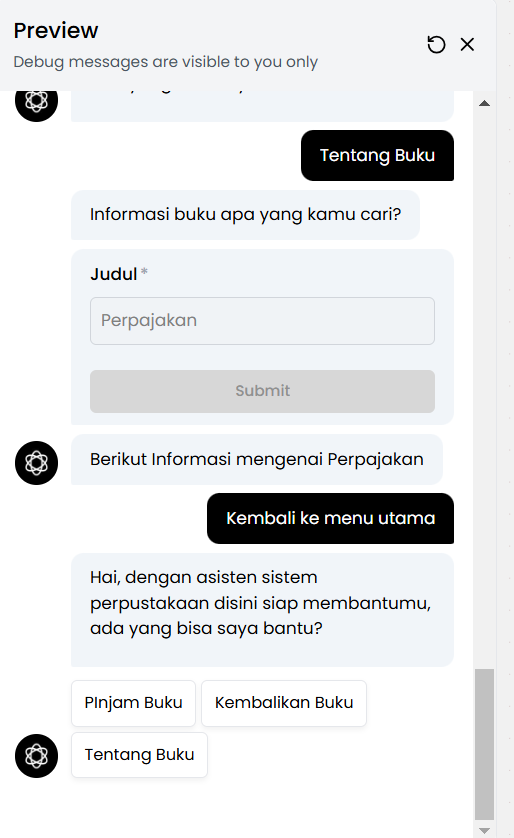 Preview
Debug messages are visible to you only
Tentang Buku
Informasi buku apa yang kamu cari?
Judul *
Perpajakan
Submit
Berikut Informasi mengenai Perpajakan
Kembali ke menu utama
Hai, dengan asisten sistem
perpustakaan disini siap membantumu,
ada yang bisa saya bantu?
PInjam Buku
Kembalikan Buku
Tentang Buku